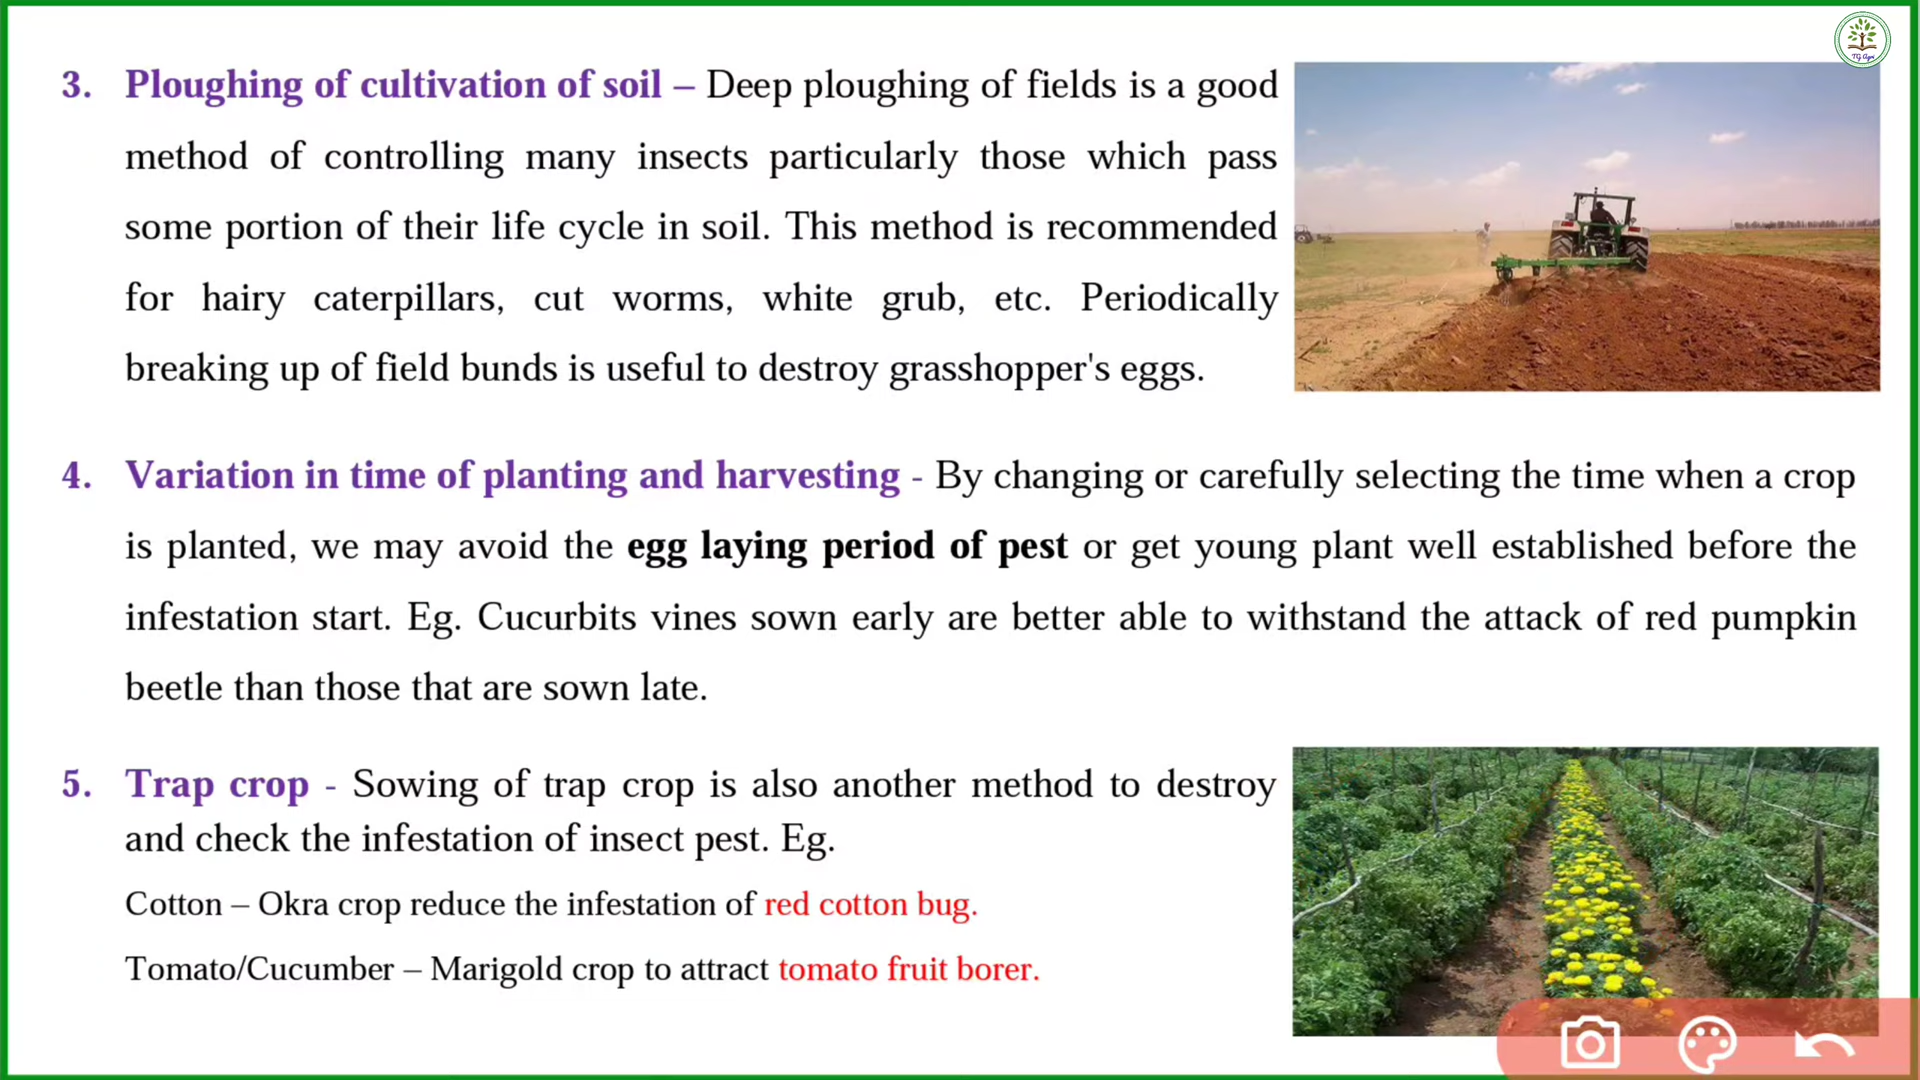 3. Ploughing of cultivation of soil – Deep ploughing of fields is a good
method of controlling many insects particularly those which pass
some portion of their life cycle in soil. This method is recommended
for hairy caterpillars, cut worms, white grub, etc. Periodically
breaking up of field bunds is useful to destroy grasshopper's eggs.
4. Variation in time of planting and harvesting - By changing or carefully selecting the time when a crop
is planted, we may avoid the egg laying period of pest or get young plant well established before the
infestation start. Eg. Cucurbits vines sown early are better able to withstand the attack of red pumpkin
beetle than those that are sown late.
5. Trap crop - Sowing of trap crop is also another method to destroy
and check the infestation of insect pest. Eg.
Cotton – Okra crop reduce the infestation of red cotton bug.
Tomato/Cucumber – Marigold crop to attract tomato fruit borer.
TG Agri